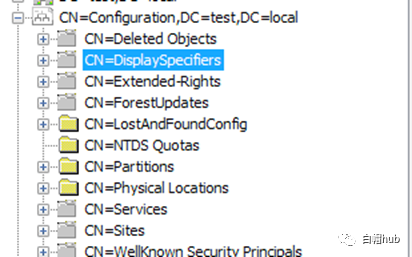 CN=Configuration,DC=test,DC=local
CN=Deleted Objects
CN=DisplaySpecifiers
CN=Extended-Rights
CN=ForestUpdates
CN=LostAndFoundConfig
CN=NTDS Quotas
CN=Partitions
CN=Physical Locations
CN=Services
CN=Sites
CN=WellKnown Security Principals
白帽hub